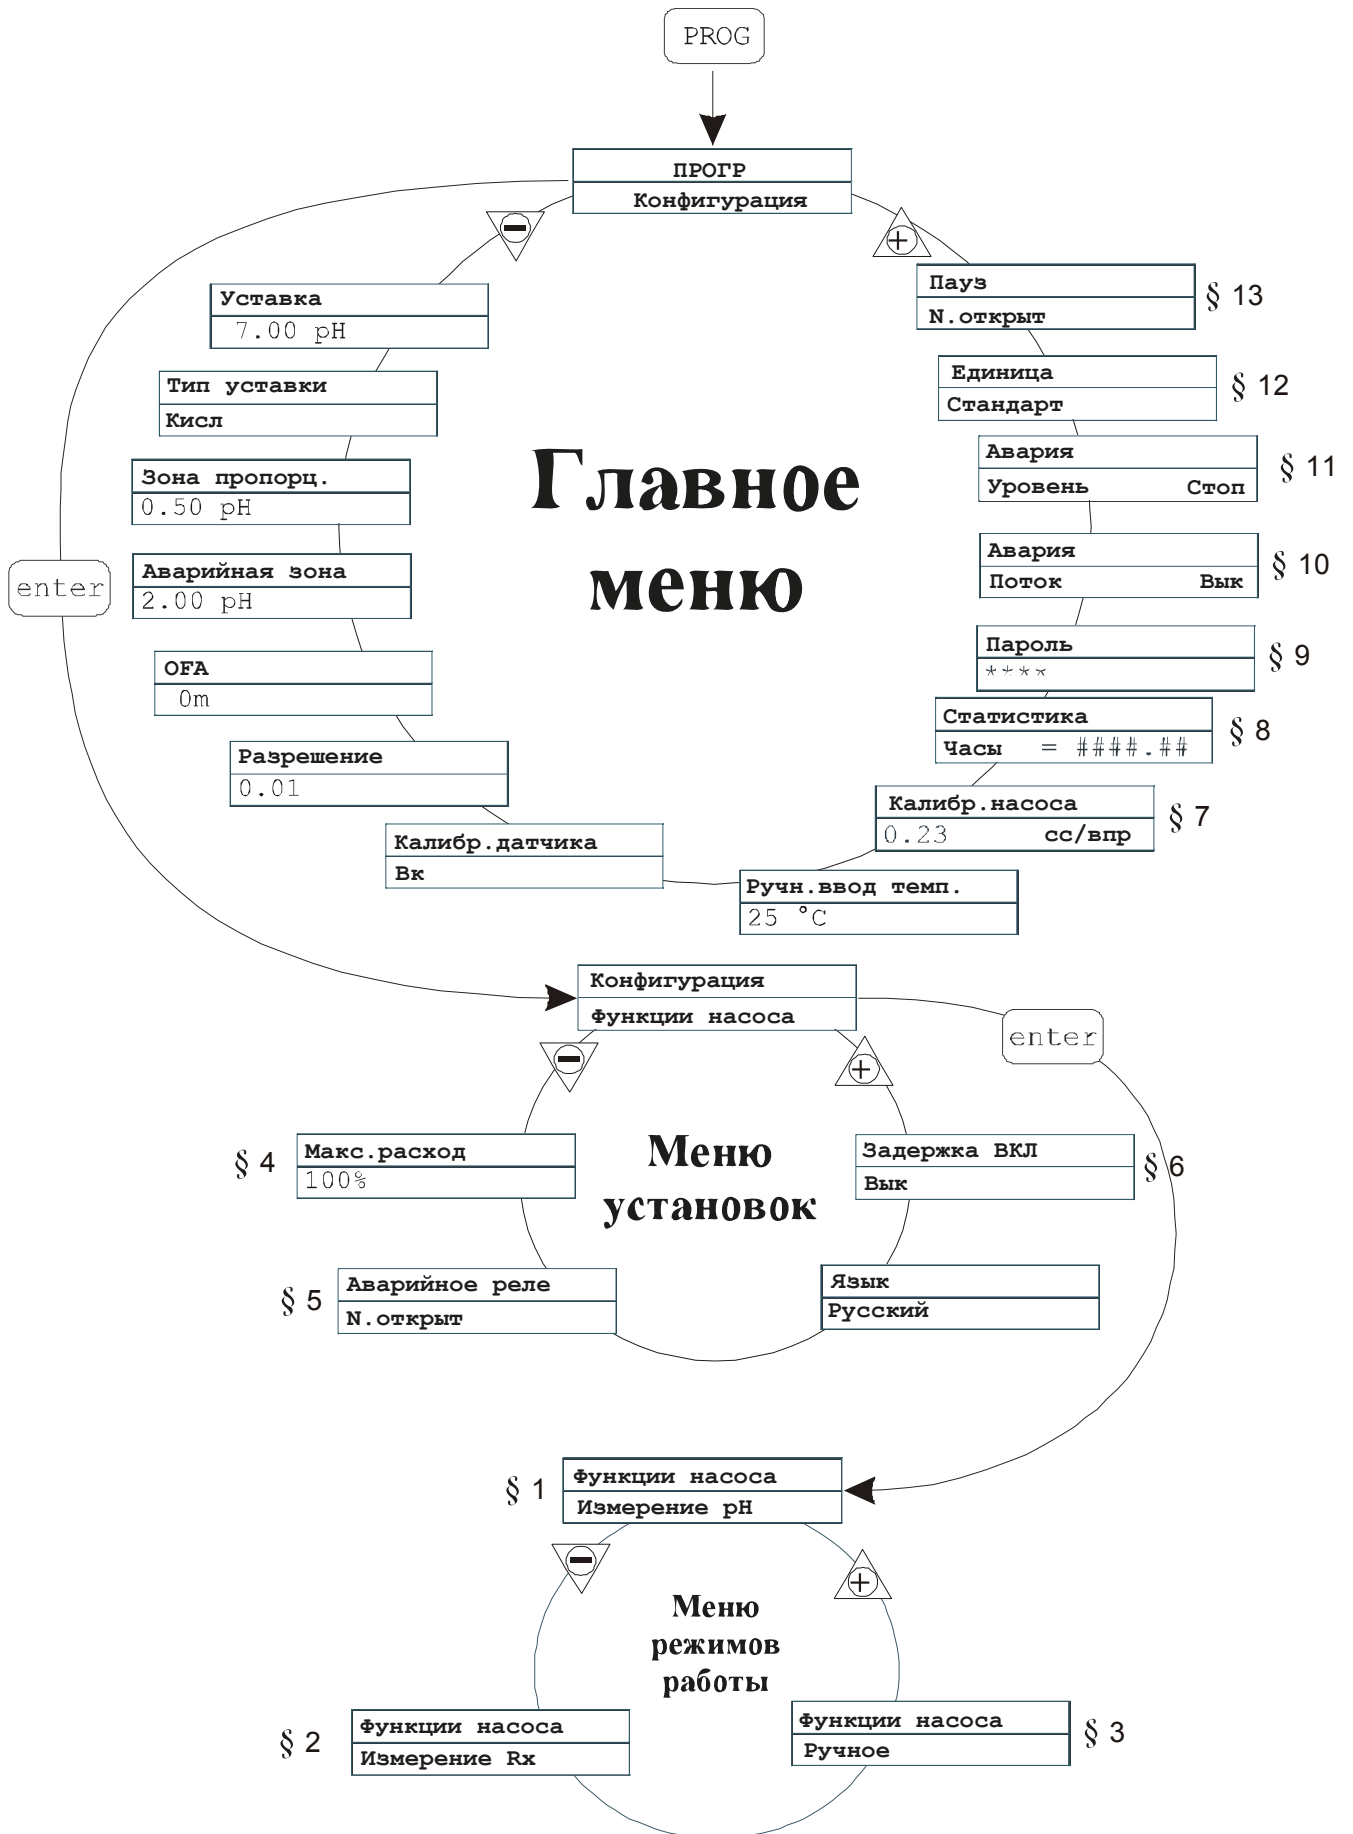 PROG
ПРОГР
Конфигурация
Уставка
7.00 pH
Пауз
N.открыт
§ 13
Тип уставки
Кисл
Единица
Стандарт
§ 12
Зона пропорц.
0.50 pH
Авария
Уровень Стоп
§ 11
Главное
меню
enter
Аварийная зона
2.00 pH
Авария
Поток Вык
§ 10
OFA
0m
Пароль
****
§ 9
Разрешение
0.01
Статистика
Часы = ####.##
§ 8
Калибр.датчика
Вк
Калибр.насоса
0.23 сс/впр
§ 7
Ручн.ввод темп.
25 °C
Конфигурация
Функции насоса
enter
§ 4
Макс.расход
100%
Меню
установок
Задержка ВКЛ
Вык
§ 6
§ 5
Аварийное реле
N.открыт
Язык
Русский
§ 1
Функции насоса
Измерение pH
Меню
режимов
работы
§ 2
Функции насоса
Измерение Rx
Функции насоса
Ручное
§ 3